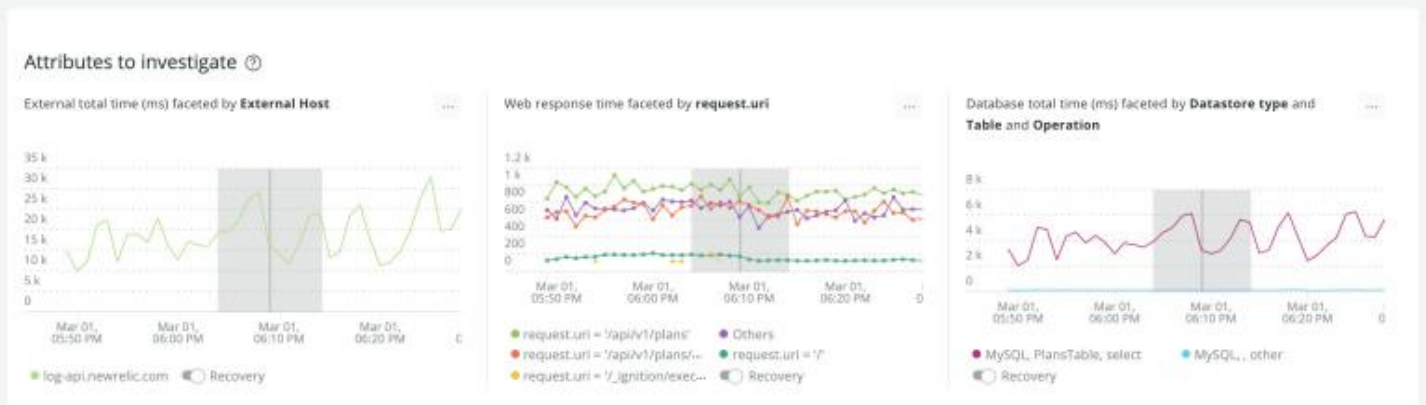 Attributes to investigate ?
External total time (ms) faceted by External Host
...
35 k
30 k
25 k
20 k
15 k
10 k
5 k
0
Mar 01,
05:50 PM
Mar 01,
06:00 PM
Mar 01,
06:10 PM
Mar 01,
06:20 PM
log-api.newrelic.com
Recovery
Web response time faceted by request.uri
...
1.2 k
1 k
800
600
400
200
0
Mar 01,
05:50 PM
Mar 01,
06:00 PM
Mar 01,
06:10 PM
Mar 01,
06:20 PM
0
request.uri = '/api/v1/plans'
Others
request.uri = '/api/v1/plans/...
request.uri = '/'
request.uri = '/_ignition/exec...
Recovery
Database total time (ms) faceted by Datastore type and
Table and Operation
...
8 k
6 k
4 k
2 k
0
Mar 01,
05:50 PM
Mar 01,
06:00 PM
Mar 01,
06:10 PM
Mar 01,
06:20 PM
0
MySQL, PlansTable, select
MySQL, , other
Recovery